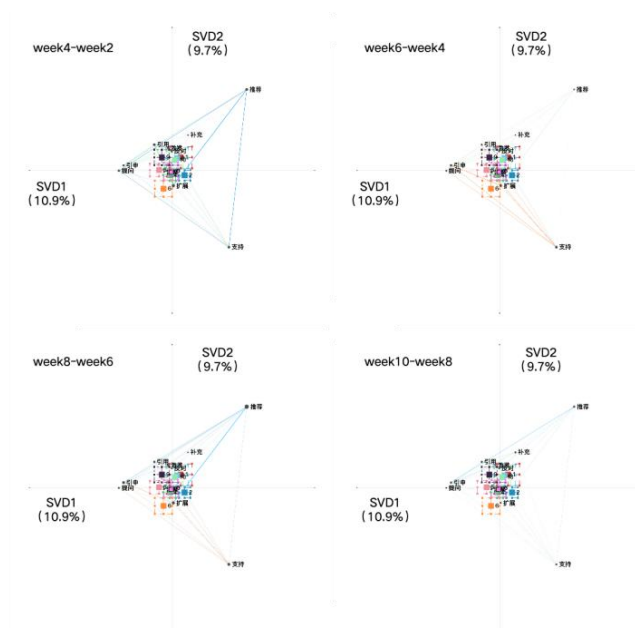 week4-week2
SVD2
(9.7%)
推荐
补充
引用
引申
提问
SVD1
(10.9%)
扩展
6
支持
week6-week4
SVD2
(9.7%)
推荐
补充
引用
引申
提问
SVD1
(10.9%)
扩展
6
支持
week8-week6
SVD2
(9.7%)
推荐
补充
引用
引申
提问
SVD1
(10.9%)
扩展
6
支持
week10-week8
SVD2
(9.7%)
推荐
补充
引用
引申
提问
SVD1
(10.9%)
扩展
6
支持